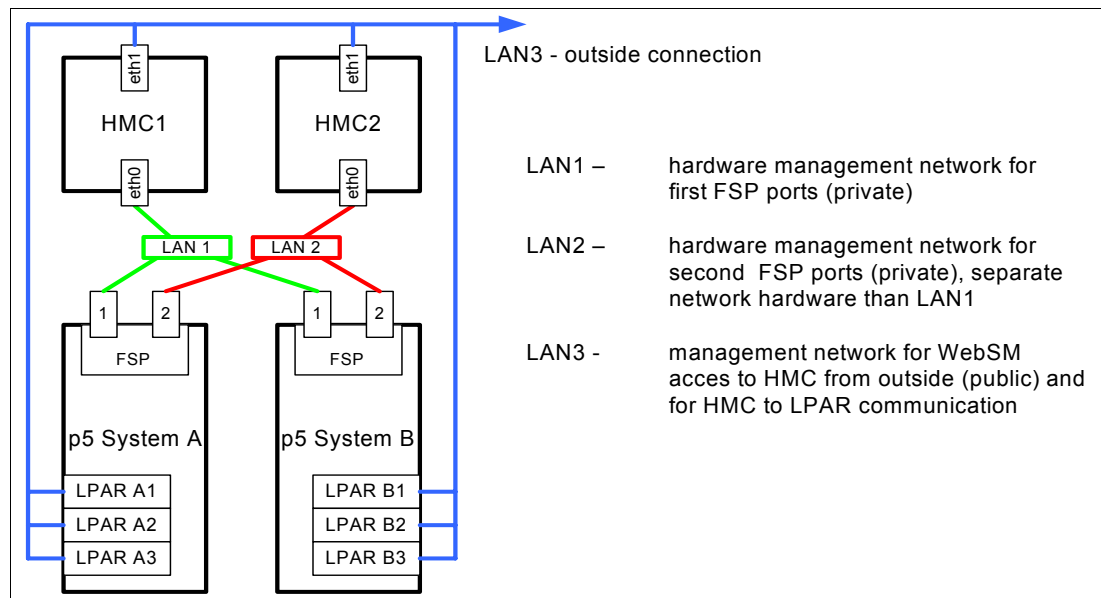 eth1
eth1
LAN3 - outside connection
HMC1
HMC2
eth0
eth0
LAN1 – hardware management network for
first FSP ports (private)
LAN 1
LAN 2
LAN2 – hardware management network for
second FSP ports (private), separate
network hardware than LAN1
1
2
1
2
FSP
FSP
LAN3 - management network for WebSM
acces to HMC from outside (public) and
for HMC to LPAR communication
p5 System A
p5 System B
LPAR A1
LPAR A2
LPAR A3
LPAR B1
LPAR B2
LPAR B3